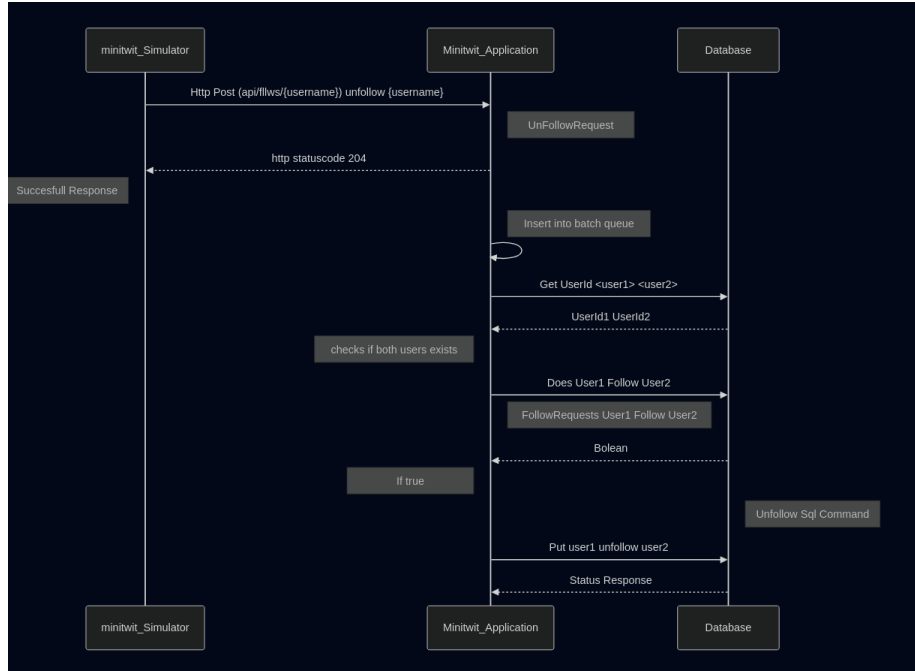 minitwit_Simulator
Minitwit_Application
Database
Http Post (api/fllws/{username}) unfollow {username}
UnFollowRequest
http statuscode 204
Succesfull Response
Insert into batch queue
Get UserId <user1> <user2>
UserId1 UserId2
checks if both users exists
Does User1 Follow User2
FollowRequests User1 Follow User2
Bolean
If true
Unfollow Sql Command
Put user1 unfollow user2
Status Response
minitwit_Simulator
Minitwit_Application
Database